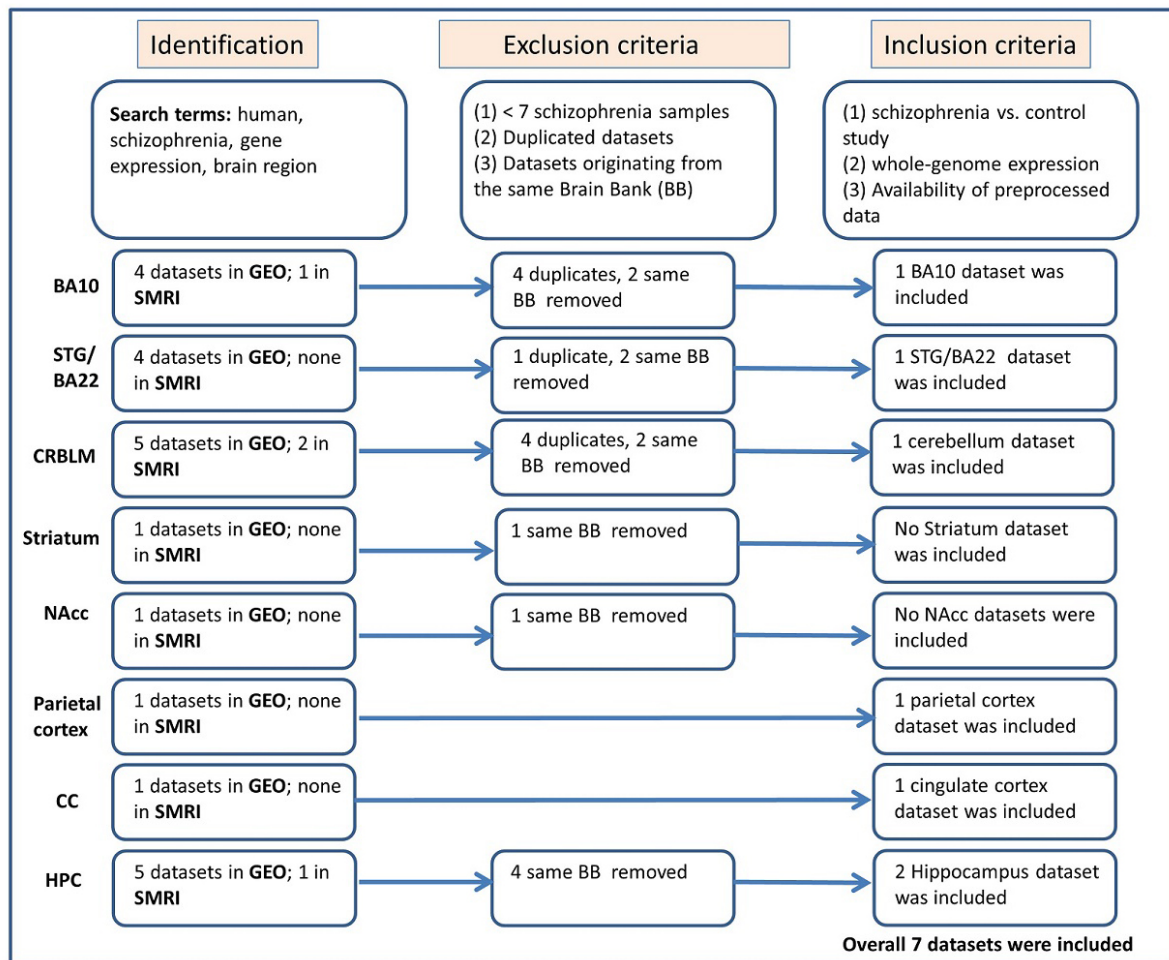 Identification
Exclusion criteria
Inclusion criteria
Search terms: human,
schizophrenia, gene
expression, brain region
(1) < 7 schizophrenia samples
(2) Duplicated datasets
(3) Datasets originating from
the same Brain Bank (BB)
(1) schizophrenia vs. control
study
(2) whole-genome expression
(3) Availability of preprocessed
data
BA10
4 datasets in GEO; 1 in
SMRI
4 duplicates, 2 same
BB removed
1 BA10 dataset was
included
STG/
BA22
4 datasets in GEO; none
in SMRI
1 duplicate, 2 same BB
removed
1 STG/BA22 dataset
was included
CRBLM
5 datasets in GEO; 2 in
SMRI
4 duplicates, 2 same
BB removed
1 cerebellum dataset
was included
Striatum
1 datasets in GEO; none
in SMRI
1 same BB removed
No Striatum dataset
was included
NAcc
1 datasets in GEO; none
in SMRI
1 same BB removed
No NAcc datasets were
included
Parietal
cortex
1 datasets in GEO; none
in SMRI
1 parietal cortex
dataset was included
CC
1 datasets in GEO; none
in SMRI
1 cingulate cortex
dataset was included
HPC
5 datasets in GEO; 1 in
SMRI
4 same BB removed
2 Hippocampus dataset
was included
Overall 7 datasets were included